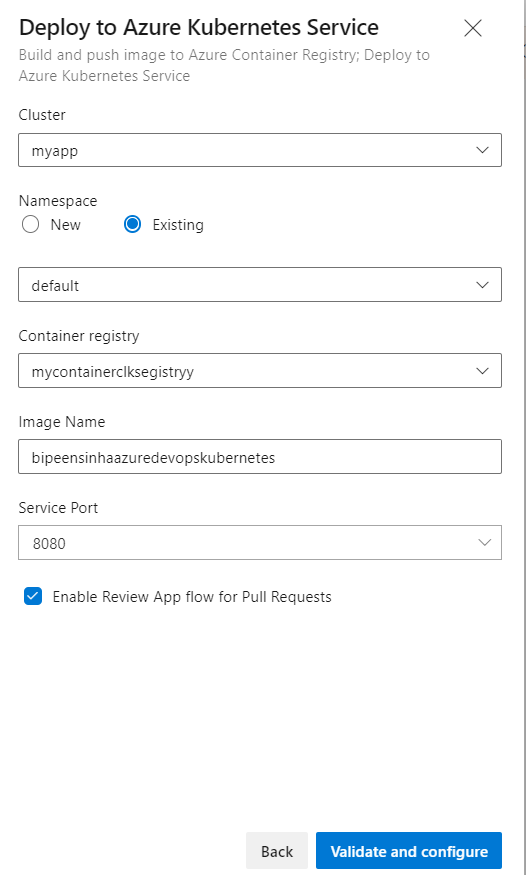 Deploy to Azure Kubernetes Service
Build and push image to Azure Container Registry; Deploy to
Azure Kubernetes Service
Cluster
myapp
Namespace
New
Existing
default
Container registry
mycontainerclksegistryy
Image Name
bipeensinhaazuredevopskubernetes
Service Port
8080
Enable Review App flow for Pull Requests
Back
Validate and configure